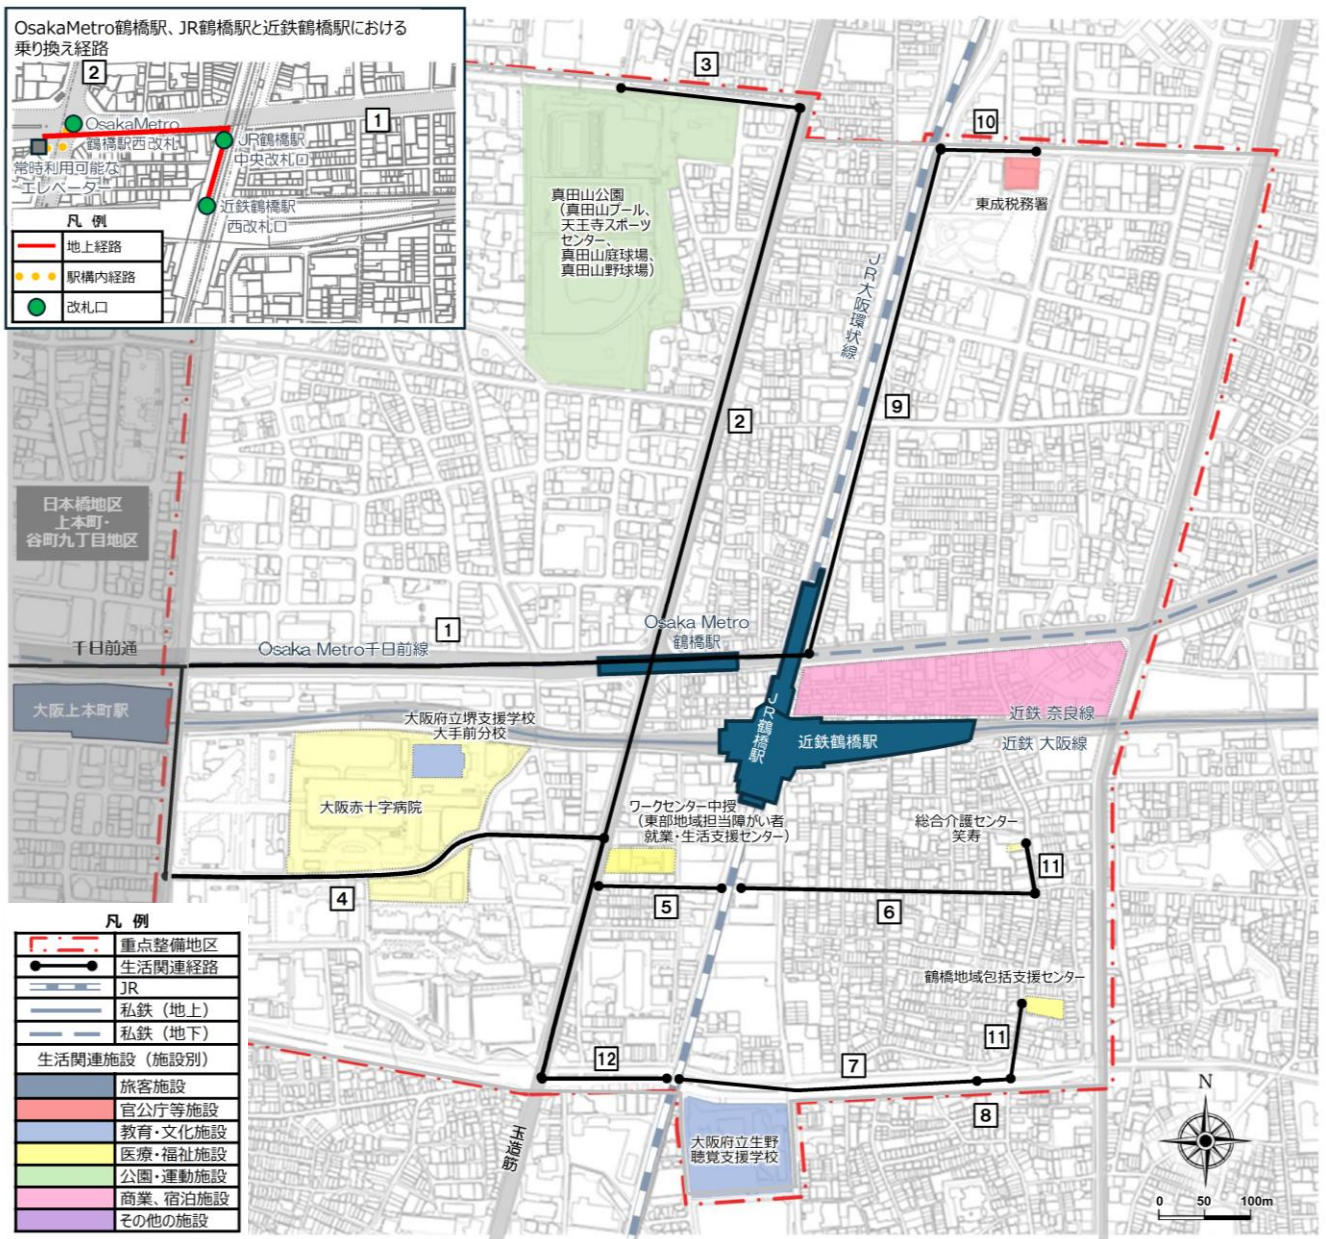 OsakaMetro鶴橋駅、JR鶴橋駅と近鉄鶴橋駅における
乗り換え経路
2
1
OsakaMetro
鶴橋駅西改札
JR鶴橋駅
中央改札口
常時利用可能な
エレベーター
近鉄鶴橋駅
西改札口
凡 例
地上経路
駅構内経路
改札口
3
10
真田山公園
（真田山プール、
天王寺スポーツ
センター、
真田山庭球場、
真田山野球場）
東成税務署
JR大阪環状線
2
9
日本橋地区
上本町・
谷町九丁目地区
千日前通
1
Osaka Metro千日前線
Osaka Metro
鶴橋駅
大阪上本町駅
大阪府立堺支援学校
大手前分校
JR鶴橋駅
近鉄鶴橋駅
近鉄 奈良線
近鉄 大阪線
大阪赤十字病院
ワークセンター中授
（東部地域担当障がい者
就業・生活支援センター）
総合介護センター
笑寿
11
4
5
6
鶴橋地域包括支援センター
11
12
7
8
玉造筋
大阪府立生野
聴覚支援学校
凡 例
重点整備地区
生活関連経路
JR
私鉄（地上）
私鉄（地下）
生活関連施設（施設別）
旅客施設
官公庁等施設
教育・文化施設
医療・福祉施設
公園・運動施設
商業、宿泊施設
その他の施設
N
0 50 100m